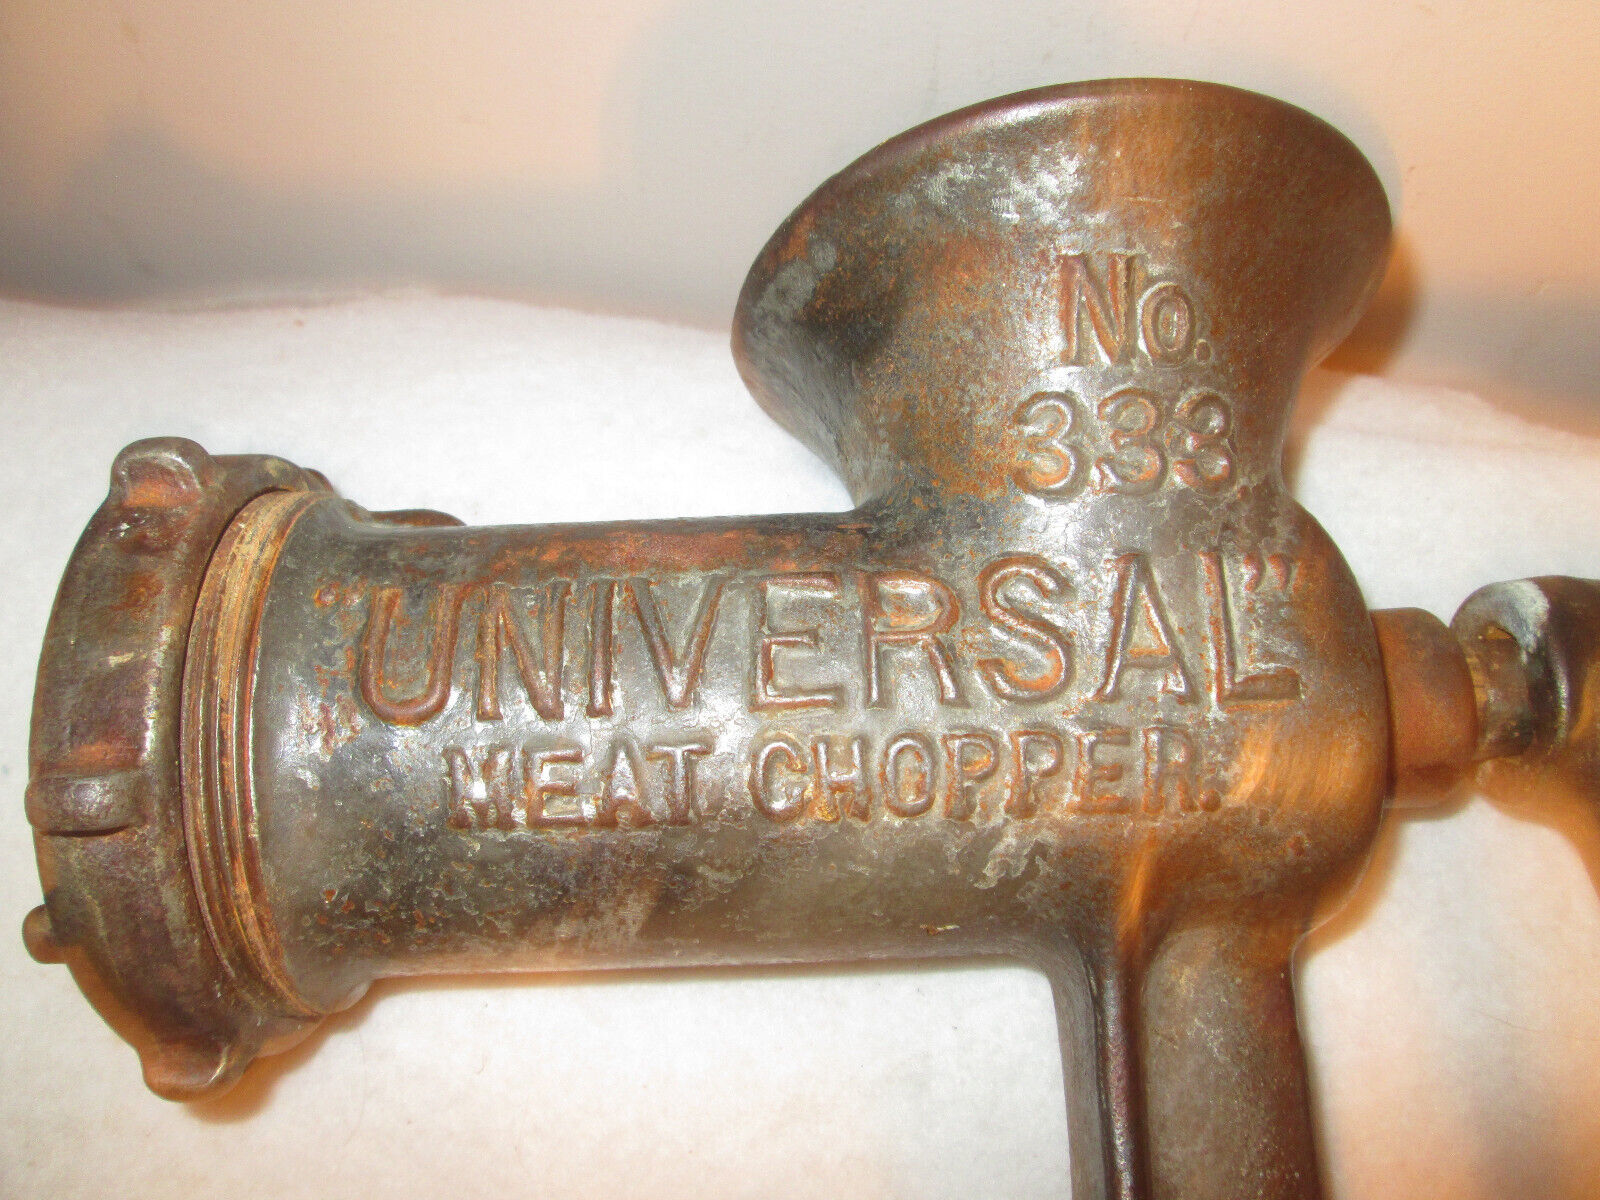 No.
333
"UNIVERSAL"
MEAT CHOPPER.